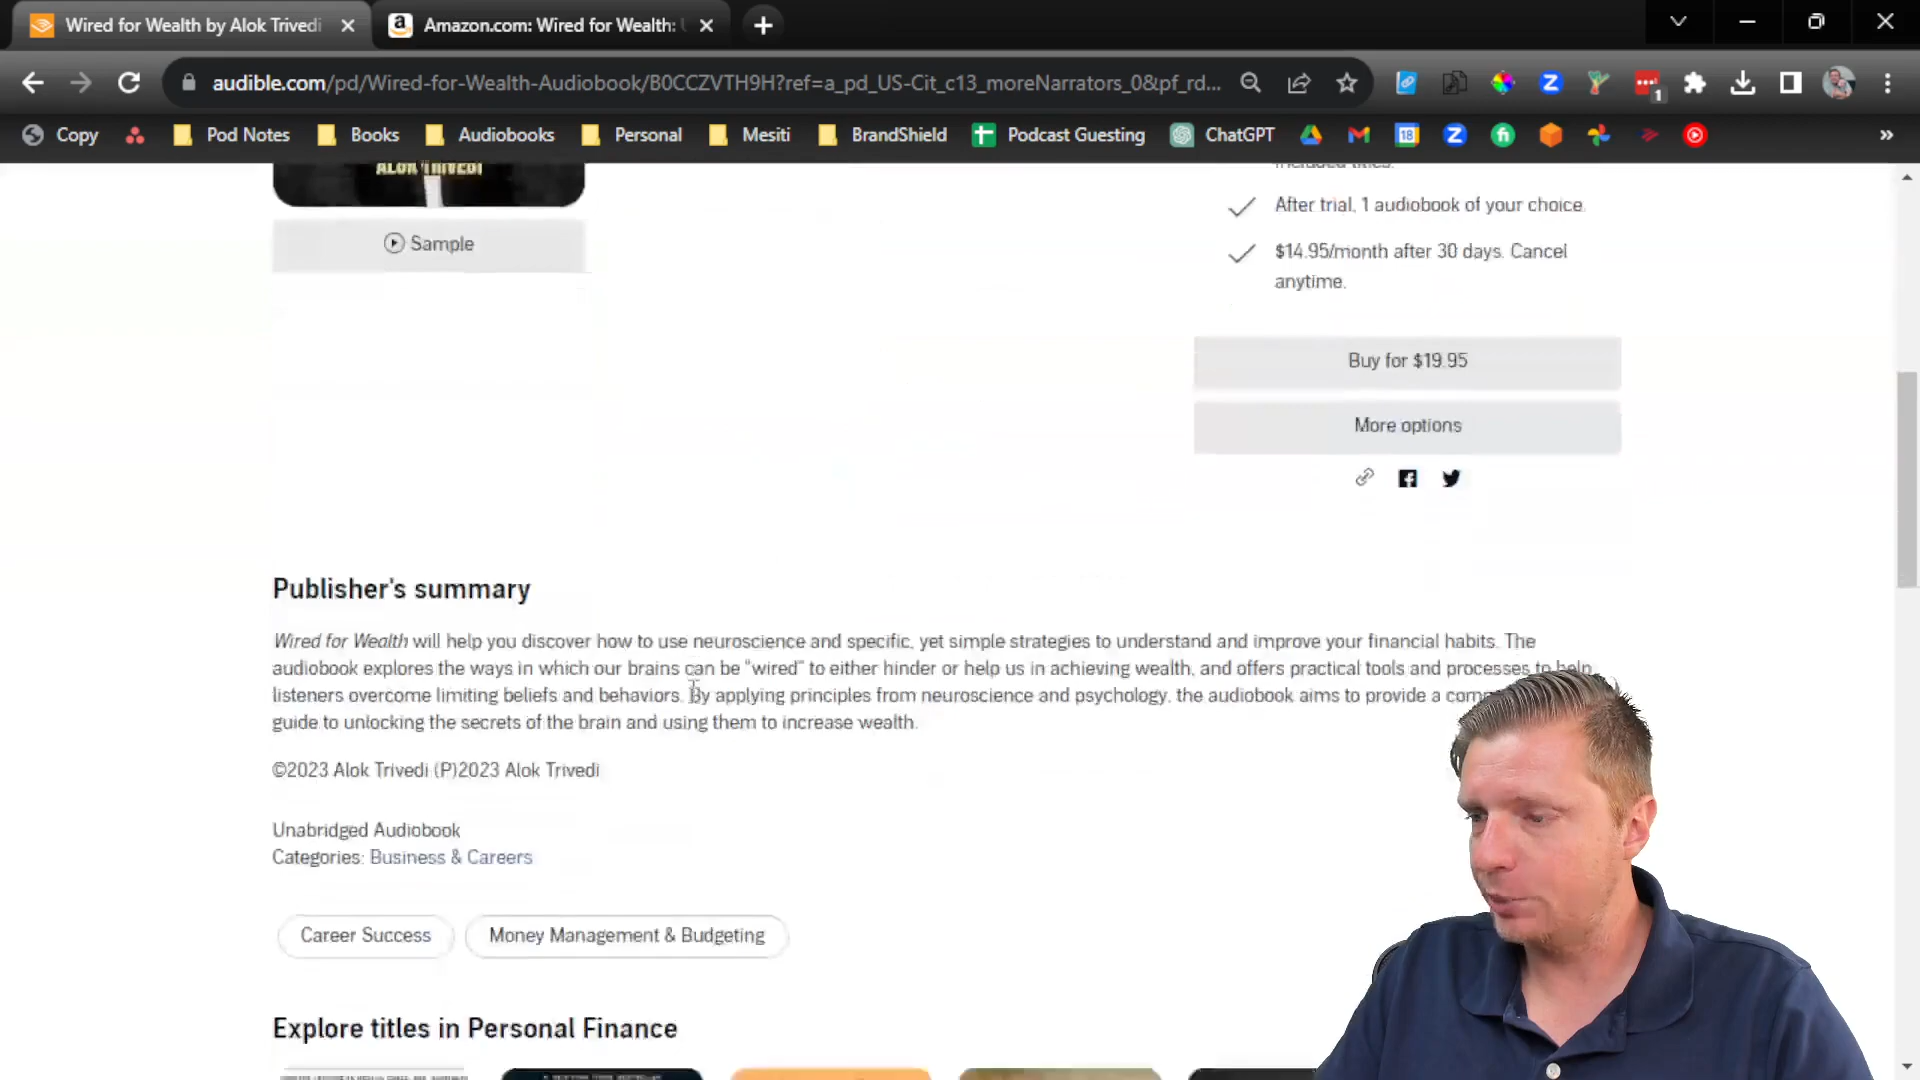 Wired for Wealth by Alok Trivedi
Amazon.com: Wired for Wealth:
audible.com/pd/Wired-for-Wealth-Audiobook/B0CCZVTH9H?ref=a_pd_US-Cit_c13_moreNarrators_0&pf_rd...
1
Copy
Pod Notes
Books
Audiobooks
Personal
Mesiti
BrandShield
Podcast Guesting
ChatGPT
18
»
ALOK TRIVEDI
included titles.
After trial, 1 audiobook of your choice.
Sample
$14.95/month after 30 days. Cancel
anytime.
Buy for $19.95
More options
Publisher's summary
Wired for Wealth will help you discover how to use neuroscience and specific, yet simple strategies to understand and improve your financial habits. The
audiobook explores the ways in which our brains can be "wired" to either hinder or help us in achieving wealth, and offers practical tools and processes to help
listeners overcome limiting beliefs and behaviors. By applying principles from neuroscience and psychology, the audiobook aims to provide a
guide to unlocking the secrets of the brain and using them to increase wealth.
©2023 Alok Trivedi (P)2023 Alok Trivedi
Unabridged Audiobook
Categories: Business & Careers
Career Success
Money Management & Budgeting
Explore titles in Personal Finance